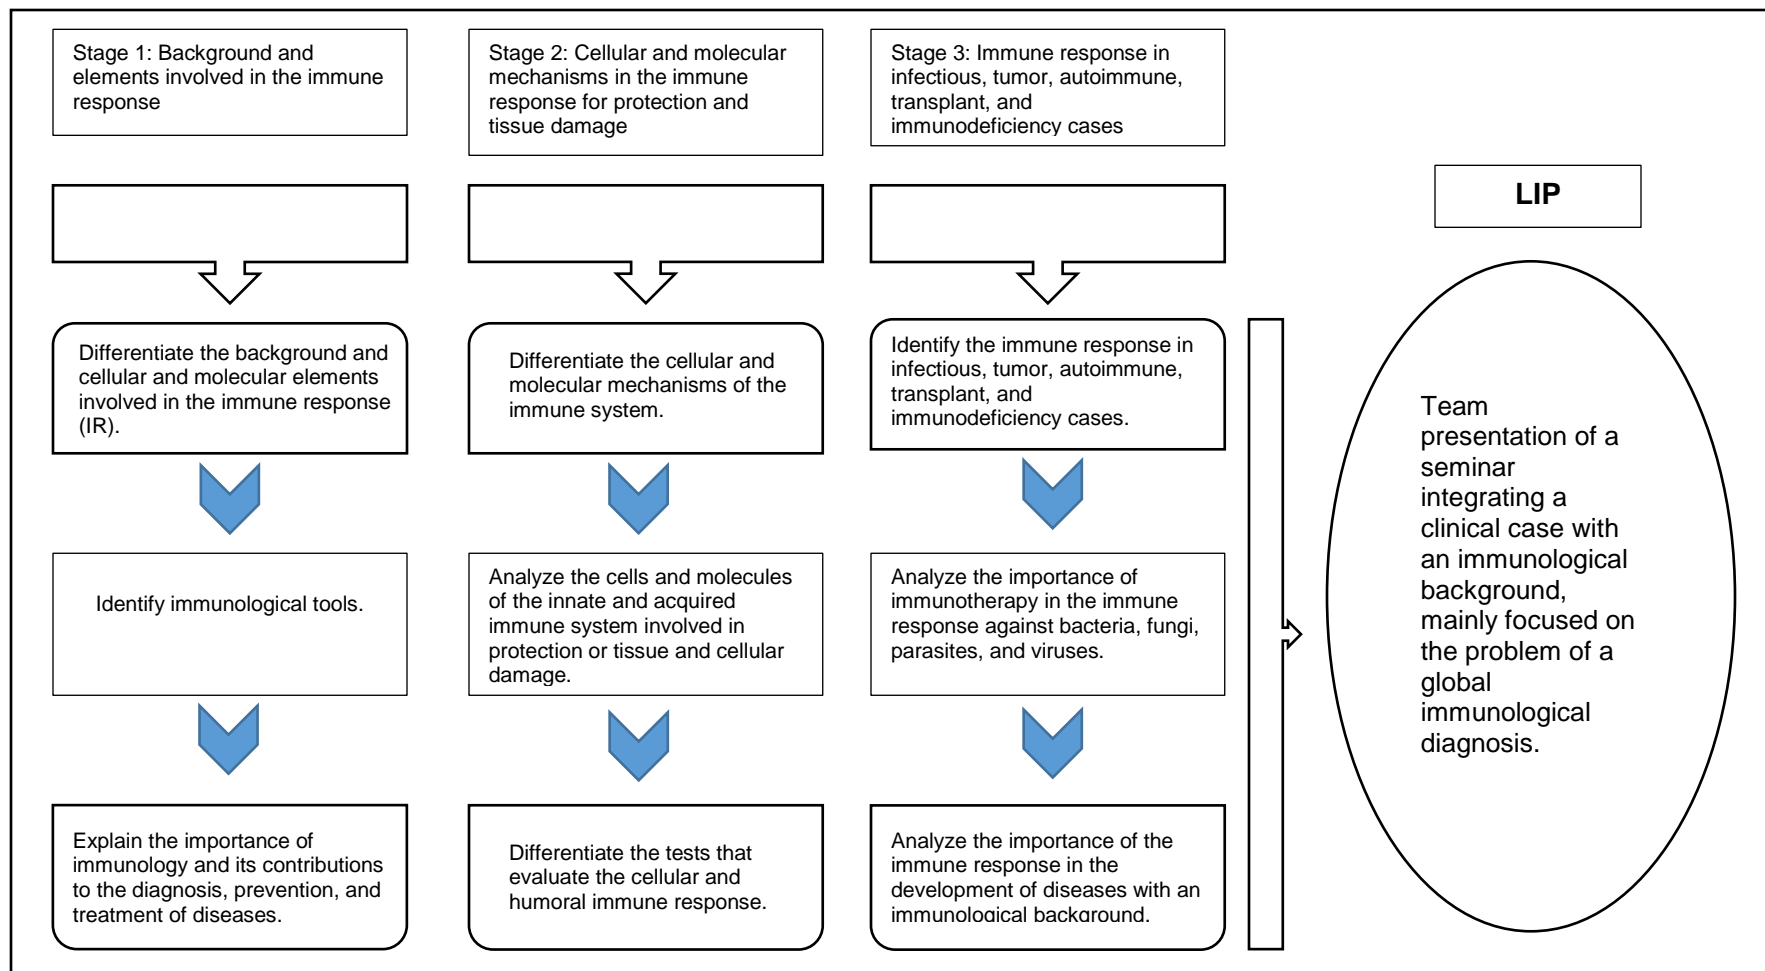 Stage 1: Background and
elements involved in the immune
response
Stage 2: Cellular and molecular
mechanisms in the immune
response for protection and
tissue damage
Stage 3: Immune response in
infectious, tumor, autoimmune,
transplant, and
immunodeficiency cases
LIP
Differentiate the background and
cellular and molecular elements
involved in the immune response
(IR).
Differentiate the cellular and
molecular mechanisms of the
immune system.
Identify the immune response in
infectious, tumor, autoimmune,
transplant, and
immunodeficiency cases.
Identify immunological tools.
Analyze the cells and molecules
of the innate and acquired
immune system involved in
protection or tissue and cellular
damage.
Analyze the importance of
immunotherapy in the immune
response against bacteria, fungi,
parasites, and viruses.
Explain the importance of
immunology and its contributions
to the diagnosis, prevention, and
treatment of diseases.
Differentiate the tests that
evaluate the cellular and
humoral immune response.
Analyze the importance of the
immune response in the
development of diseases with an
immunological background.
Team
presentation of a
seminar
integrating a
clinical case with
an immunological
background,
mainly focused on
the problem of a
global
immunological
diagnosis.